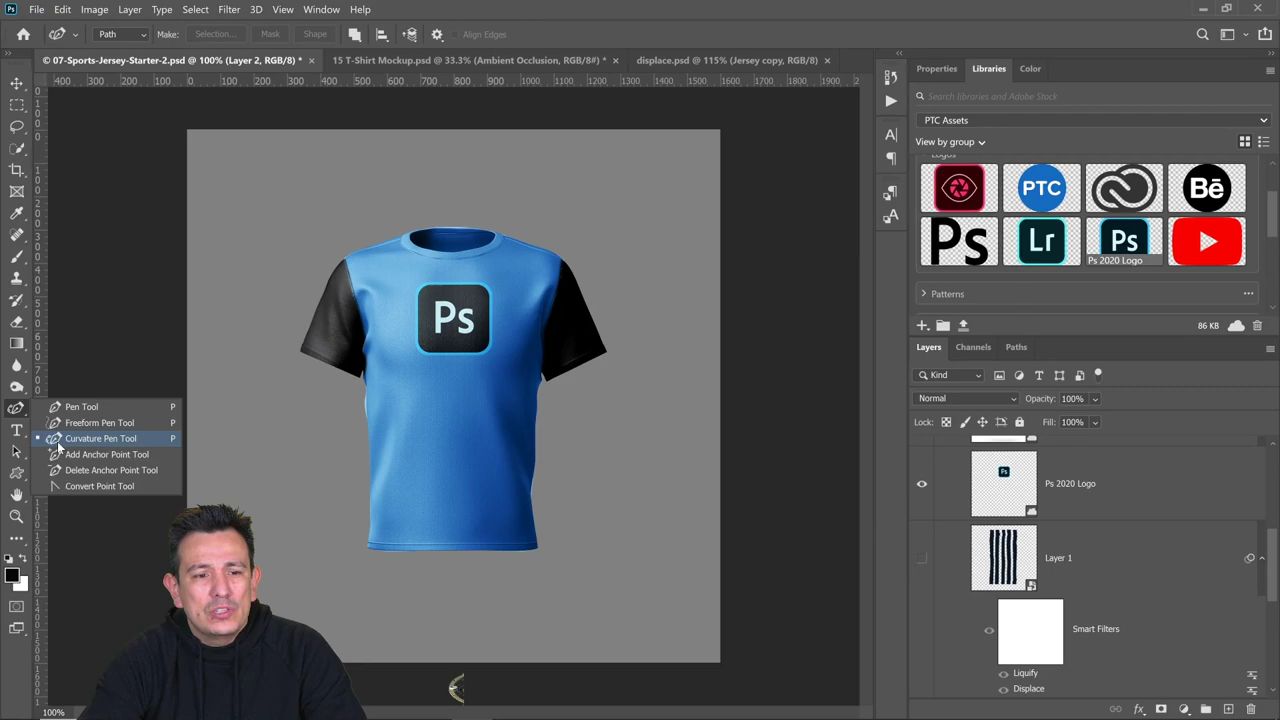 Ps File Edit Image Layer Type Select Filter 3D View Window Help
Path Make: Selection... Mask Shape Align Edges
© 07-Sports-Jersey-Starter-2.psd @ 100% (Layer 2, RGB/8) * × 15 T-Shirt Mockup.psd @ 33.3% (Ambient Occlusion, RGB/8#) * × displace.psd @ 115% (Jersey copy, RGB/8) ×
400 300 200 100 0 100 200 300 400 500 600 700 800 900 1000 1100 1200 1300 1400 1500 1600 1700 1800 1900
Properties Libraries Color
Search libraries and Adobe Stock
PTC Assets
View by group
Logos
PTC Bē
Ps Lr Ps
Ps 2020 Logo
Patterns
86 KB
Layers Channels Paths
Kind
Normal Opacity: 100%
Lock: Fill: 100%
Ps 2020 Logo
Layer 1
Smart Filters
Liquify
Displace
Ps
Pen Tool P
Freeform Pen Tool P
Curvature Pen Tool P
Add Anchor Point Tool
Delete Anchor Point Tool
Convert Point Tool
100%